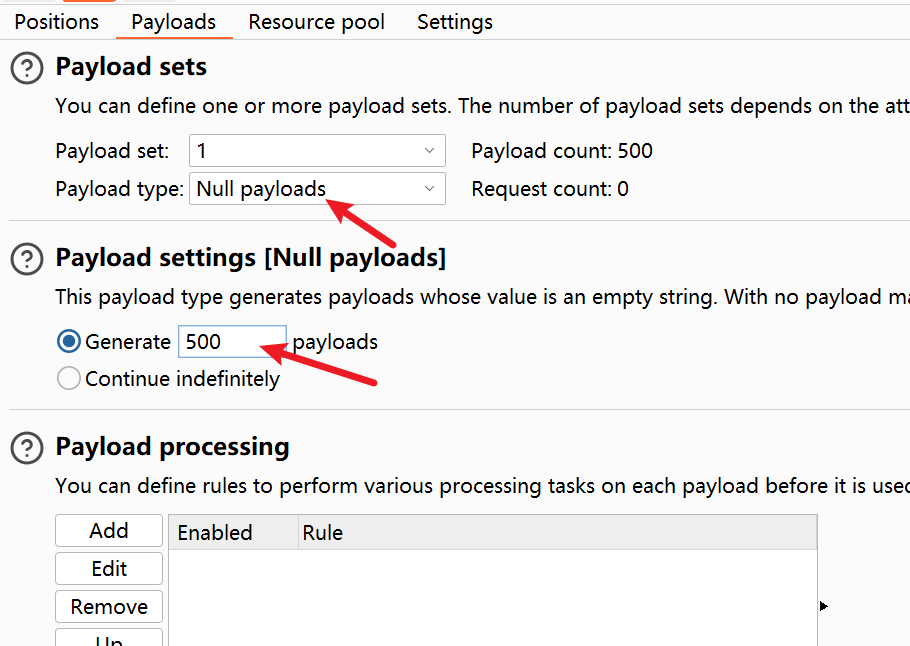 Positions Payloads Resource pool Settings
? Payload sets
You can define one or more payload sets. The number of payload sets depends on the att
Payload set: 1 Payload count: 500
Payload type: Null payloads Request count: 0
? Payload settings [Null payloads]
This payload type generates payloads whose value is an empty string. With no payload ma
Generate 500 payloads
Continue indefinitely
? Payload processing
You can define rules to perform various processing tasks on each payload before it is used
Add Enabled Rule
Edit
Remove
Up